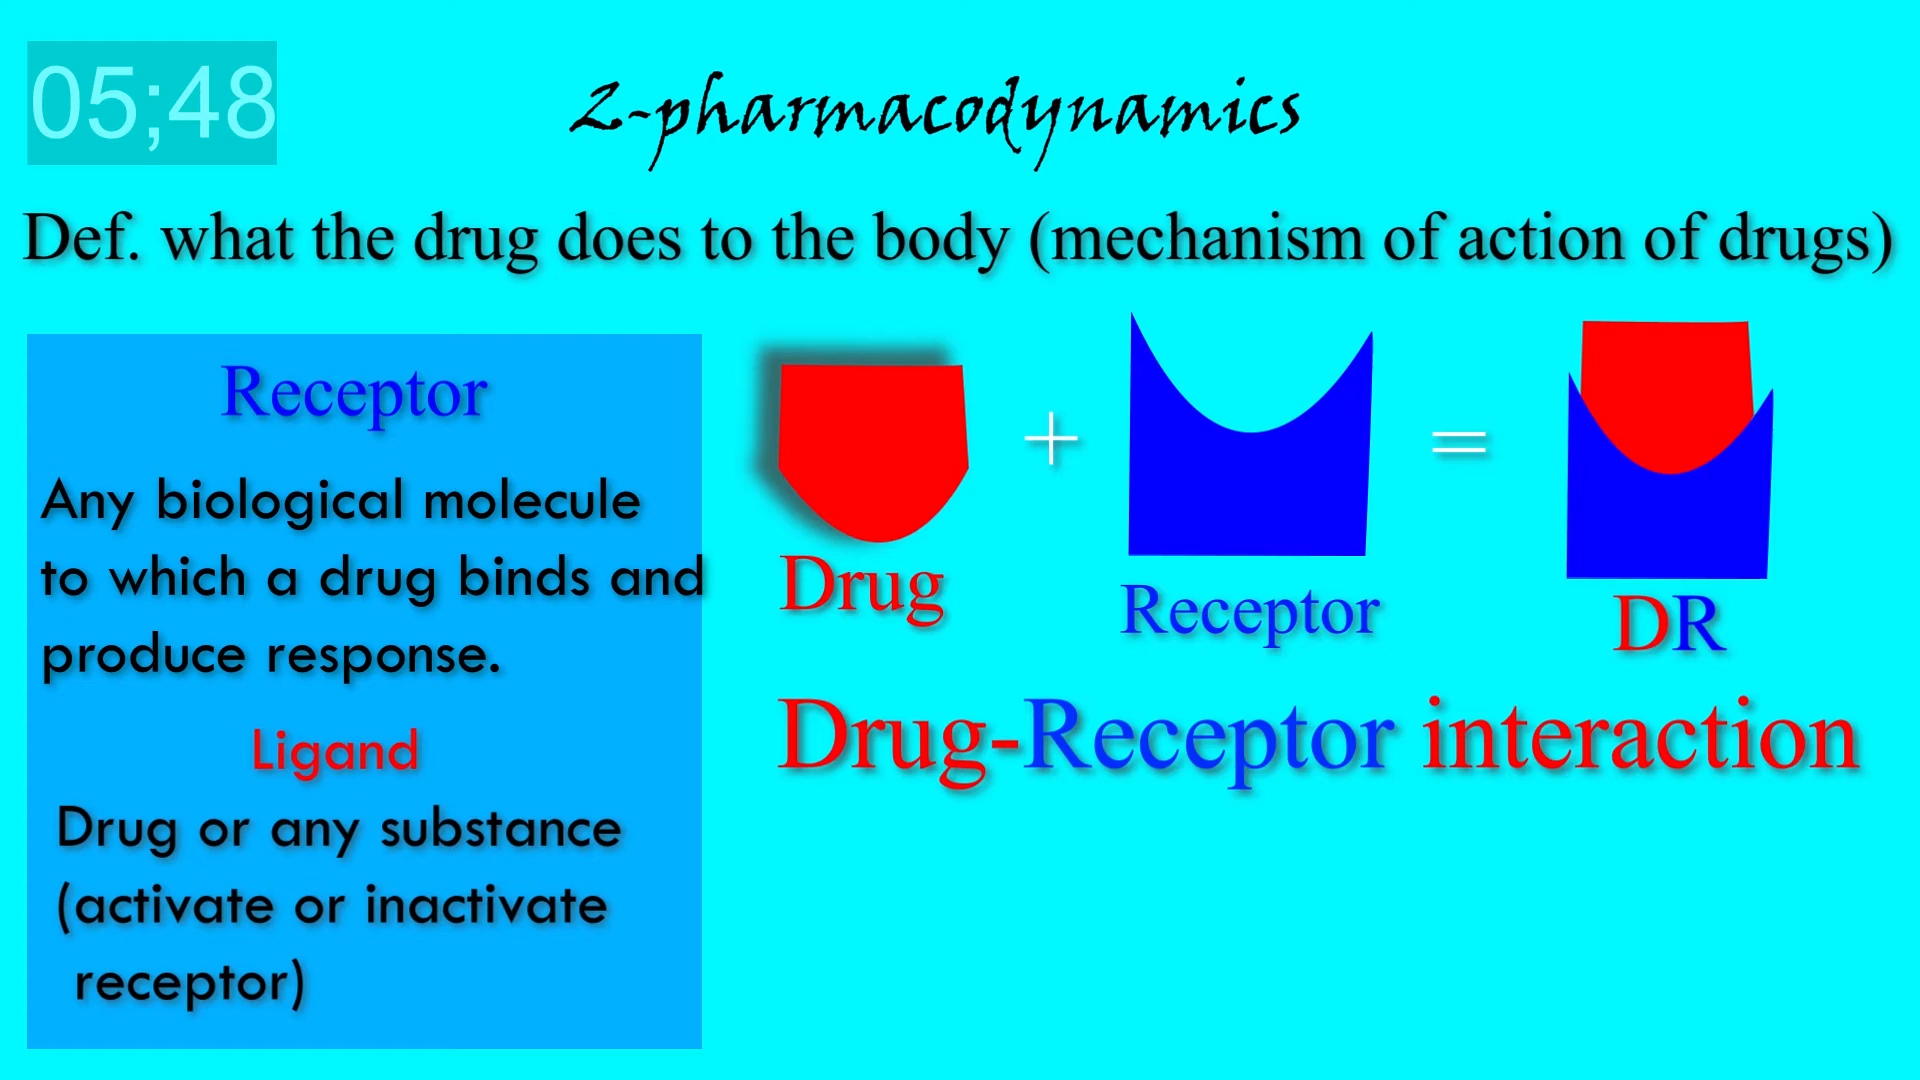 05;48
2-pharmacodynamics
Def. what the drug does to the body (mechanism of action of drugs)
Receptor
Any biological molecule
to which a drug binds and
produce response.
Ligand
Drug or any substance
(activate or inactivate
receptor)
+
=
Drug
Receptor
DR
Drug-Receptor interaction